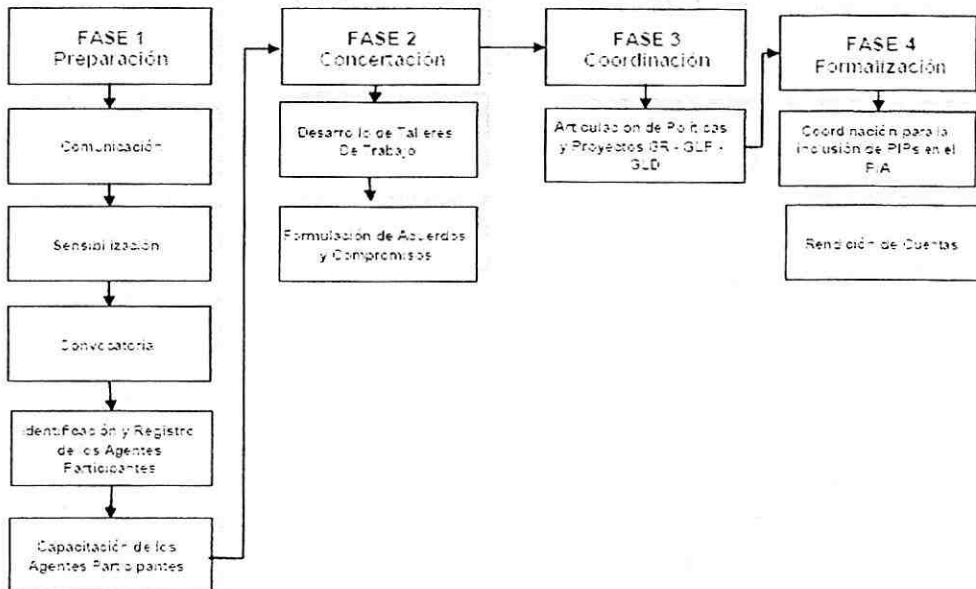 FASE 1
Preparación
Comunicación
Sensibilización
Convocatoria
Identificación y Registro
de los Agentes
Participantes
Capacitación de los
Agentes Participantes
FASE 2
Concertación
Desarrollo de Talleres
De Trabajo
Formulación de Acuerdos
y Compromisos
FASE 3
Coordinación
Articulación de Políticas
y Proyectos GR - GLP -
GLD
FASE 4
Formalización
Coordinación para la
inclusión de PIPs en el
PIA
Rendición de Cuentas